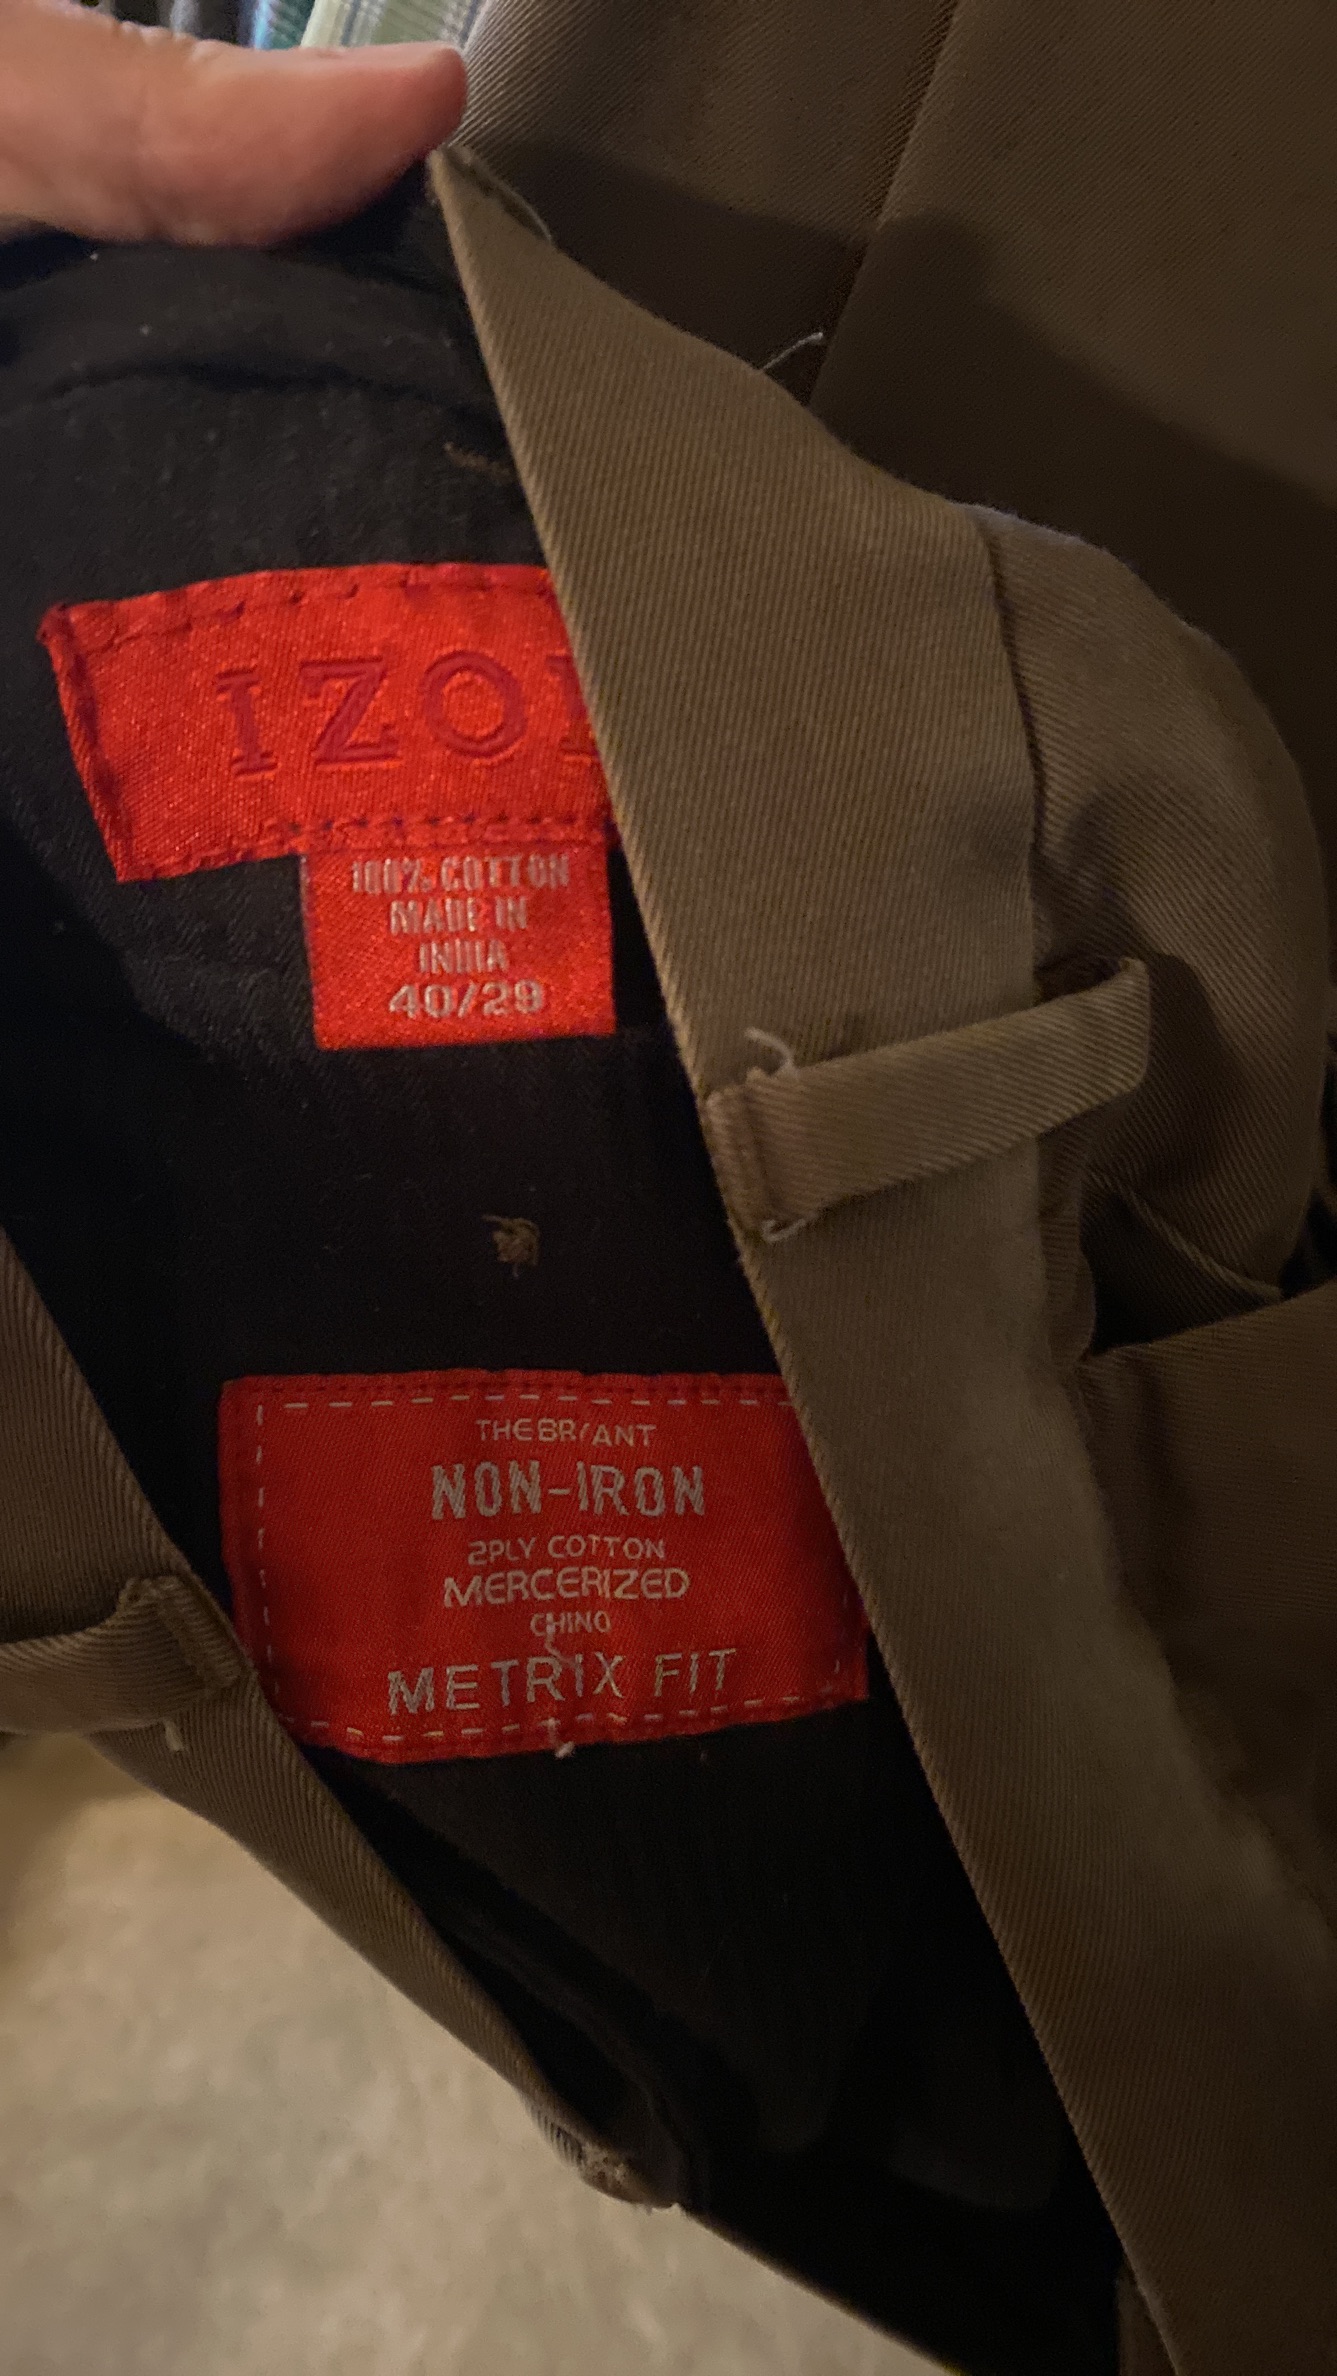 IZO
100% COTTON
MADE IN
INDIA
40/29
THE BRYANT
NON-IRON
2PLY COTTON
MERCERIZED
CHINO
METRIX FIT